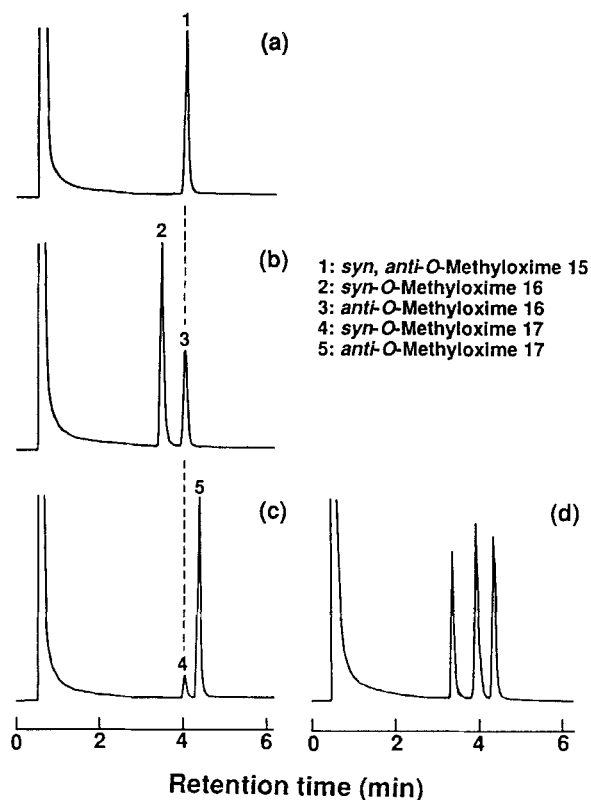 1
(a)
2
(b)
3
1: syn, anti-O-Methyloxime 15
2: syn-O-Methyloxime 16
3: anti-O-Methyloxime 16
4: syn-O-Methyloxime 17
5: anti-O-Methyloxime 17
5
(c)
(d)
4
0 2 4 6 0 2 4 6
Retention time (min)